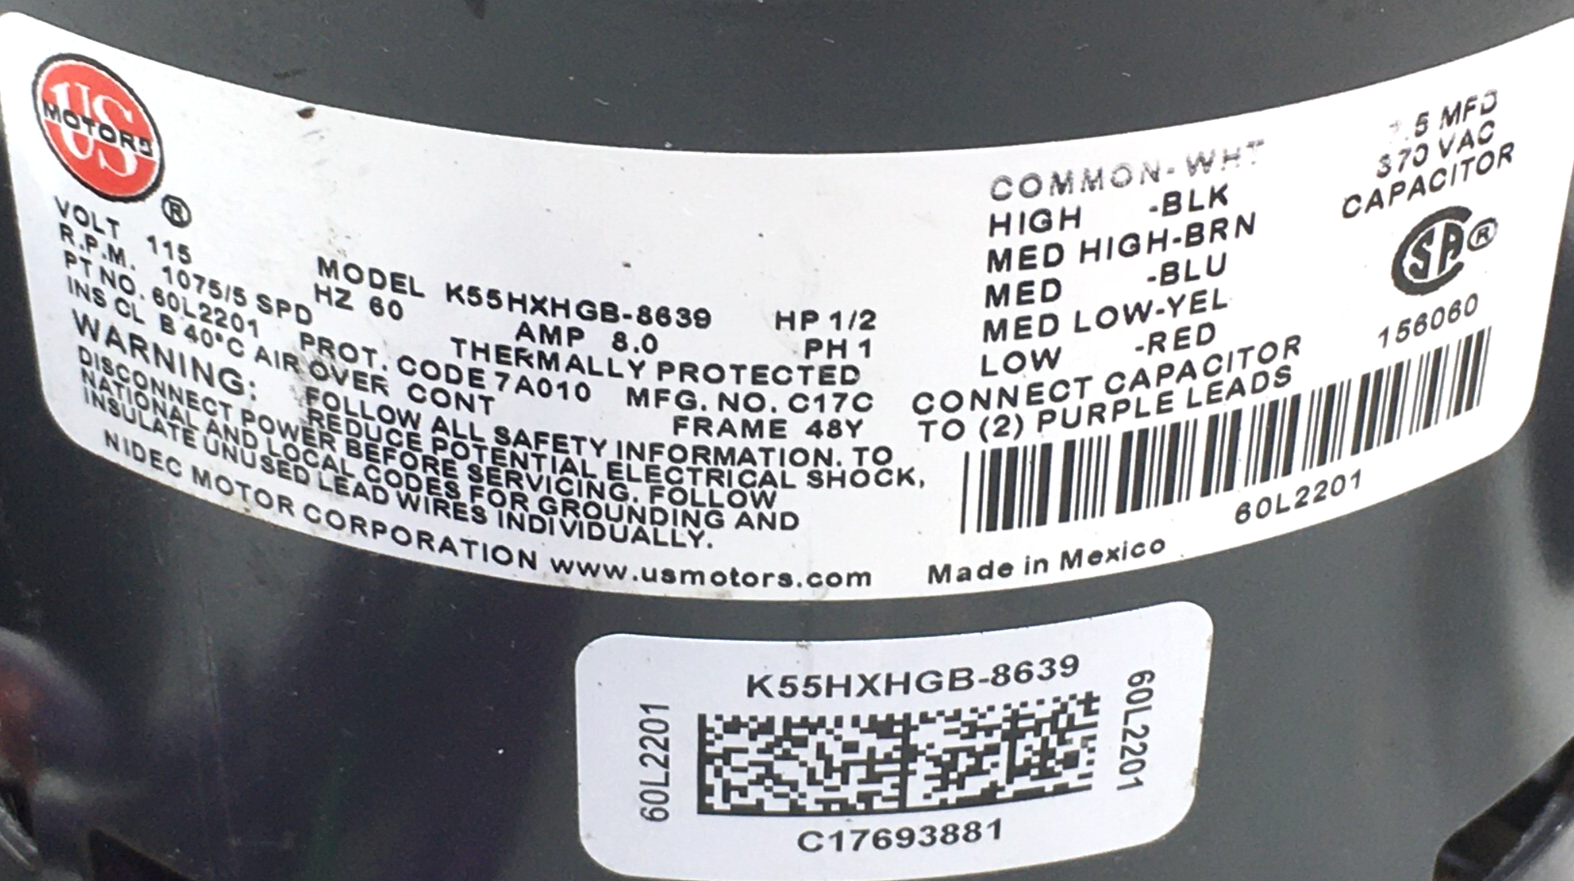 US
MOTORS
®
VOLT 115
MODEL K55HXHGB-8639
HP 1/2
R.P.M. 1075/5 SPD
HZ 60
AMP 8.0
PH 1
PT NO. 60L2201
PROT. CODE 7A010
THERMALLY PROTECTED
INS CL B 40°C AIR OVER CONT
MFG. NO. C17C
FRAME 48Y
WARNING: FOLLOW ALL SAFETY INFORMATION. TO
REDUCE POTENTIAL ELECTRICAL SHOCK,
DISCONNECT POWER BEFORE SERVICING. FOLLOW
NATIONAL AND LOCAL CODES FOR GROUNDING AND
INSULATE UNUSED LEAD WIRES INDIVIDUALLY.
NIDEC MOTOR CORPORATION www.usmotors.com
COMMON-WHT
HIGH -BLK
MED HIGH-BRN
MED -BLU
MED LOW-YEL
LOW -RED
CONNECT CAPACITOR
TO (2) PURPLE LEADS
5 MFD
370 VAC
CAPACITOR
SA®
156060
60L2201
Made in Mexico
K55HXHGB-8639
60L2201
60L2201
C17693881